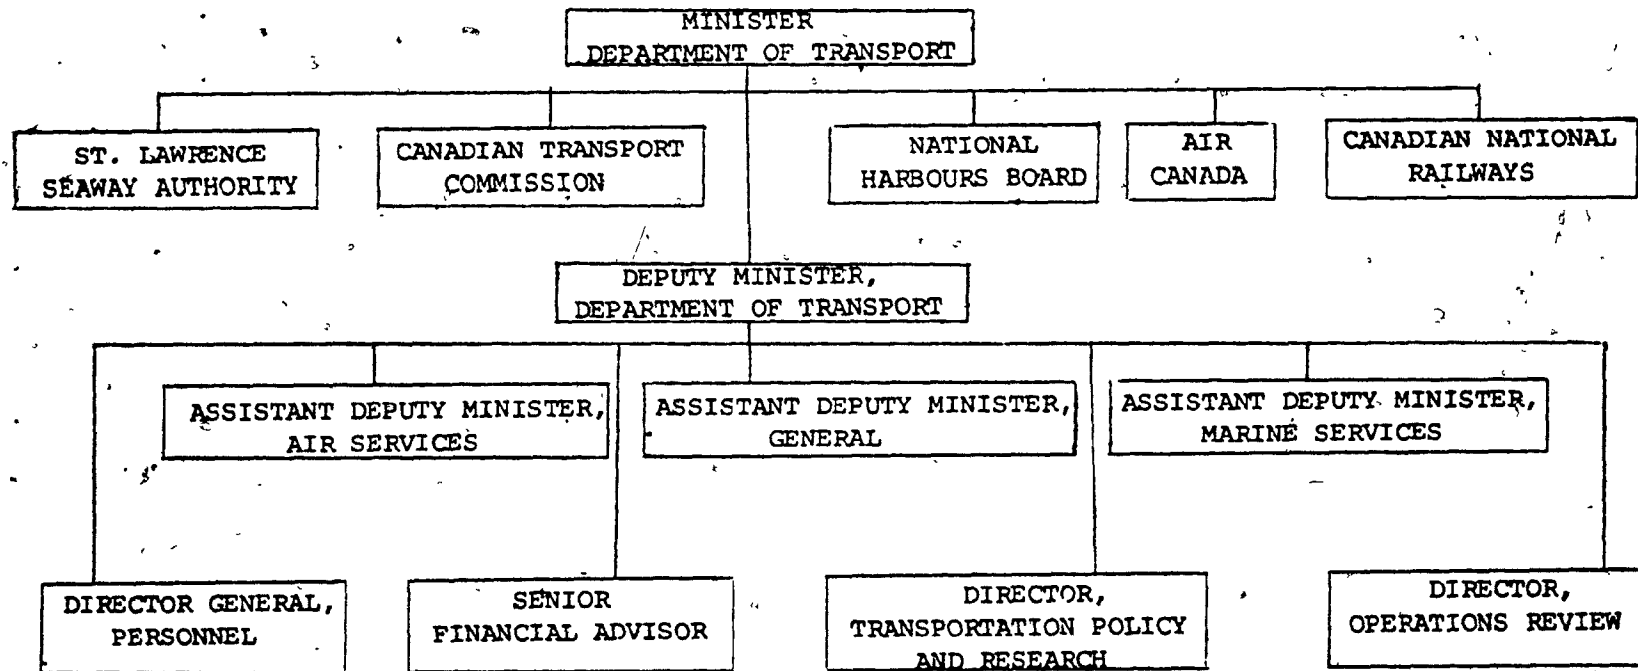 MINISTER
DEPARTMENT OF TRANSPORT
ST. LAWRENCE
SEAWAY AUTHORITY
CANADIAN TRANSPORT
COMMISSION
NATIONAL
HARBOURS BOARD
AIR
CANADA
CANADIAN NATIONAL
RAILWAYS
DEPUTY MINISTER,
DEPARTMENT OF TRANSPORT
ASSISTANT DEPUTY MINISTER,
AIR SERVICES
ASSISTANT DEPUTY MINISTER,
GENERAL
ASSISTANT DEPUTY MINISTER,
MARINE SERVICES
DIRECTOR GENERAL,
PERSONNEL
SENIOR
FINANCIAL ADVISOR
DIRECTOR,
TRANSPORTATION POLICY
AND RESEARCH
DIRECTOR,
OPERATIONS REVIEW